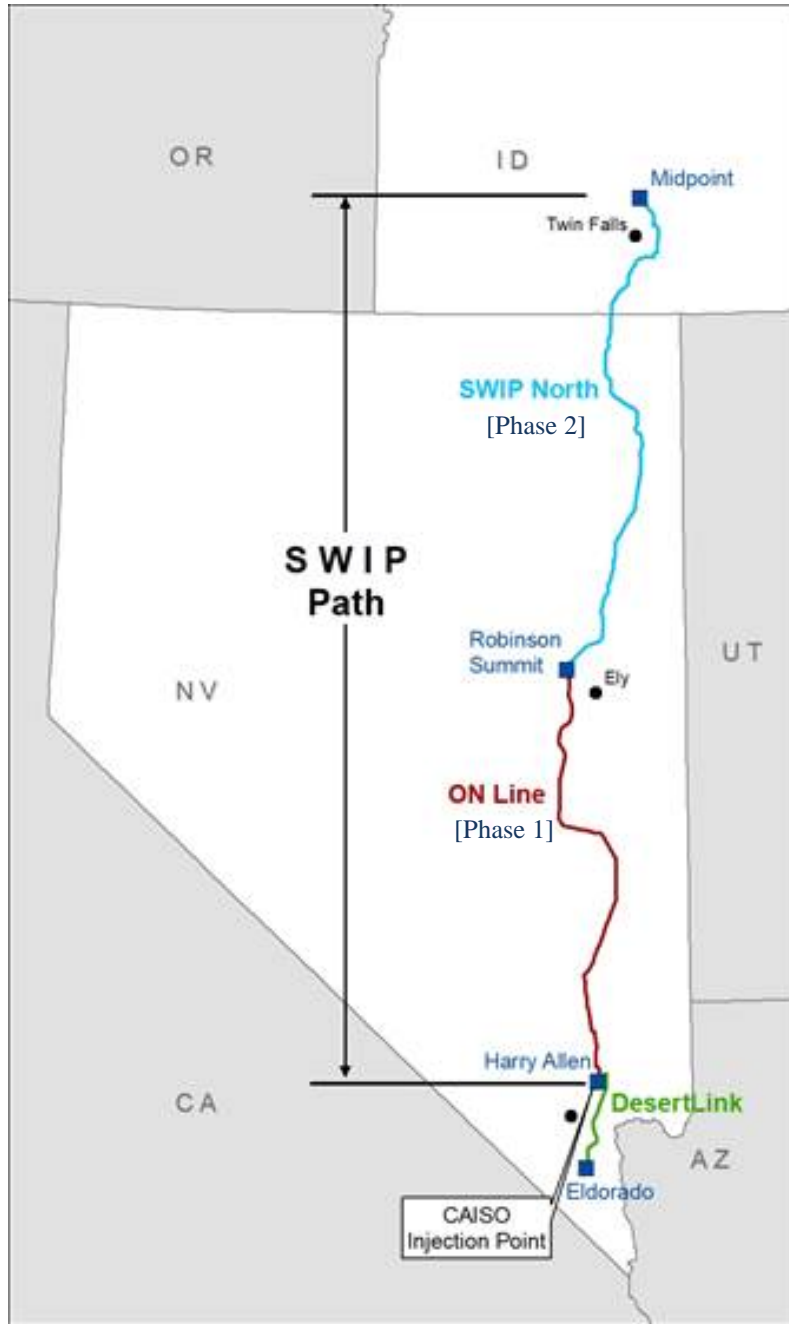 OR
ID
Midpoint
Twin Falls
SWIP North
[Phase 2]
SWIP
Path
Robinson
Summit
Ely
UT
NV
ON Line
[Phase 1]
Harry Allen
DesertLink
CA
AZ
Eldorado
CAISO
Injection Point